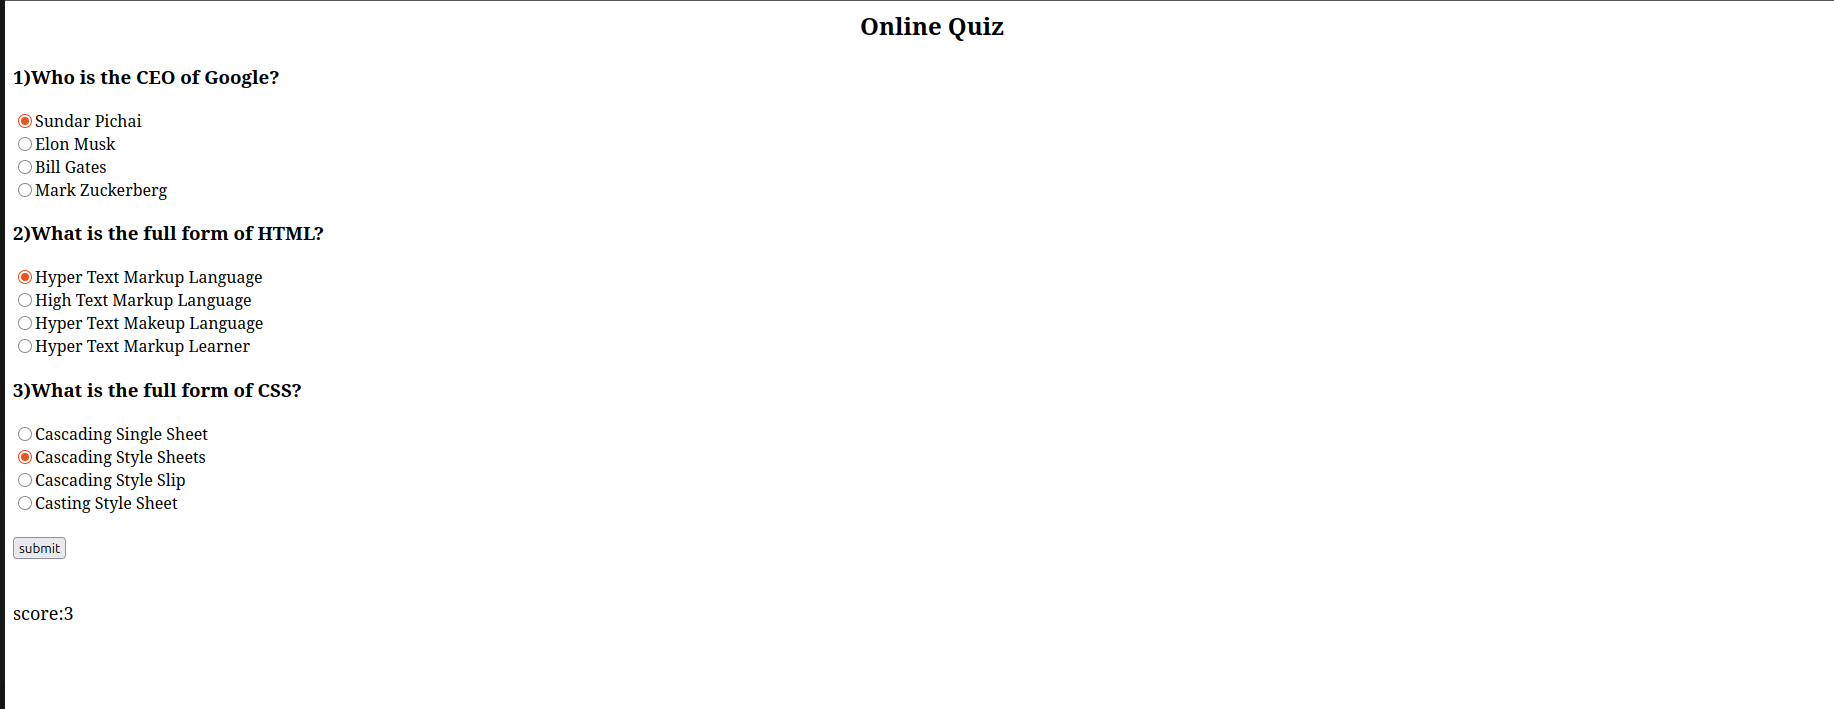 Online Quiz
1)Who is the CEO of Google?
Sundar Pichai
Elon Musk
Bill Gates
Mark Zuckerberg
2)What is the full form of HTML?
Hyper Text Markup Language
High Text Markup Language
Hyper Text Makeup Language
Hyper Text Markup Learner
3)What is the full form of CSS?
Cascading Single Sheet
Cascading Style Sheets
Cascading Style Slip
Casting Style Sheet
submit
score:3